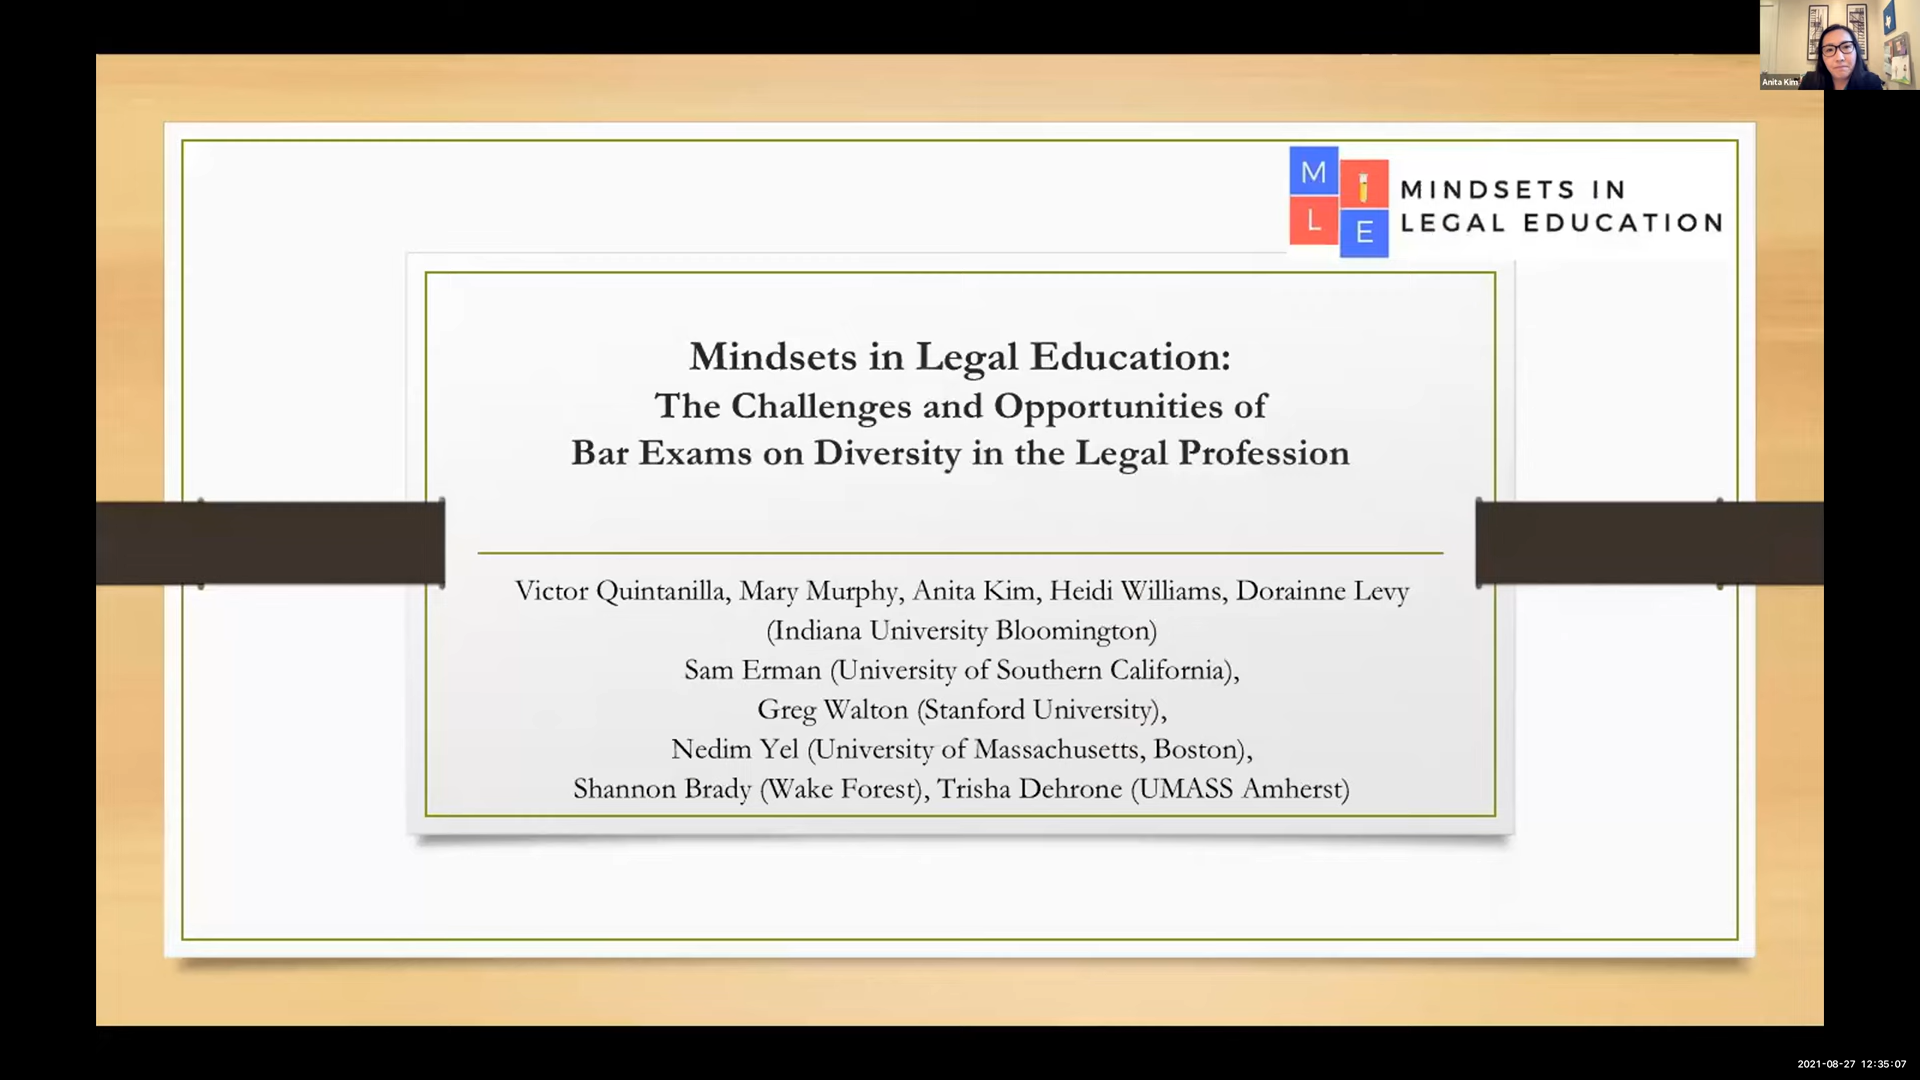 Anita Kim
M
L
E
MINDSETS IN
LEGAL EDUCATION
Mindsets in Legal Education:
The Challenges and Opportunities of
Bar Exams on Diversity in the Legal Profession
Victor Quintanilla, Mary Murphy, Anita Kim, Heidi Williams, Dorainne Levy
(Indiana University Bloomington)
Sam Erman (University of Southern California),
Greg Walton (Stanford University),
Nedim Yel (University of Massachusetts, Boston),
Shannon Brady (Wake Forest), Trisha Dehrone (UMASS Amherst)
2021-08-27 12:35:07